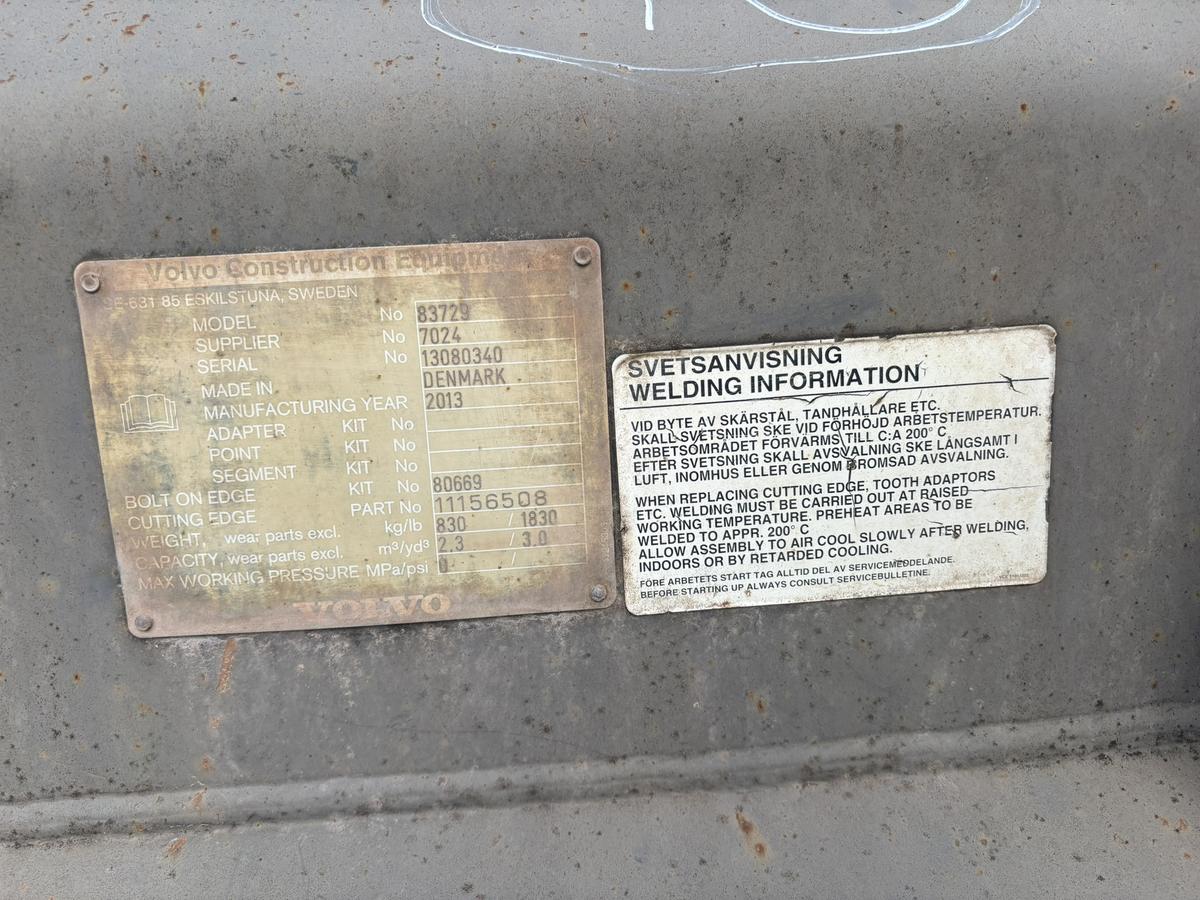 Volvo Construction Equipment
SE-631 85 ESKILSTUNA, SWEDEN
MODEL No 83729
SUPPLIER No 7024
SERIAL No 13080340
MADE IN DENMARK
MANUFACTURING YEAR 2013
ADAPTER KIT No
POINT KIT No
SEGMENT KIT No
BOLT ON EDGE KIT No 80669
CUTTING EDGE PART No 11156508
WEIGHT, wear parts excl. kg/lb 830 / 1830
CAPACITY, wear parts excl. m³/yd³ 2.3 / 3.0
MAX WORKING PRESSURE MPa/psi 0
VOLVO
SVETSANVISNING
WELDING INFORMATION
VID BYTE AV SKÄRSTÅL, TANDHÅLLARE ETC.
SKALL SVETSNING SKE VID FÖRHÖJD ARBETSTEMPERATUR.
ARBETSOMRÅDET FÖRVÄRMS TILL C:A 200° C
EFTER SVETSNING SKALL AVSVALNING SKE LÅNGSAMT I
LUFT, INOMHUS ELLER GENOM BROMSAD AVSVALNING.
WHEN REPLACING CUTTING EDGE, TOOTH ADAPTORS
ETC. WELDING MUST BE CARRIED OUT AT RAISED
WORKING TEMPERATURE. PREHEAT AREAS TO BE
WELDED TO APPR. 200° C
ALLOW ASSEMBLY TO AIR COOL SLOWLY AFTER WELDING,
INDOORS OR BY RETARDED COOLING.
FÖRE ARBETETS START TAG ALLTID DEL AV SERVICEMEDDELANDE.
BEFORE STARTING UP ALWAYS CONSULT SERVICEBULLETINE.